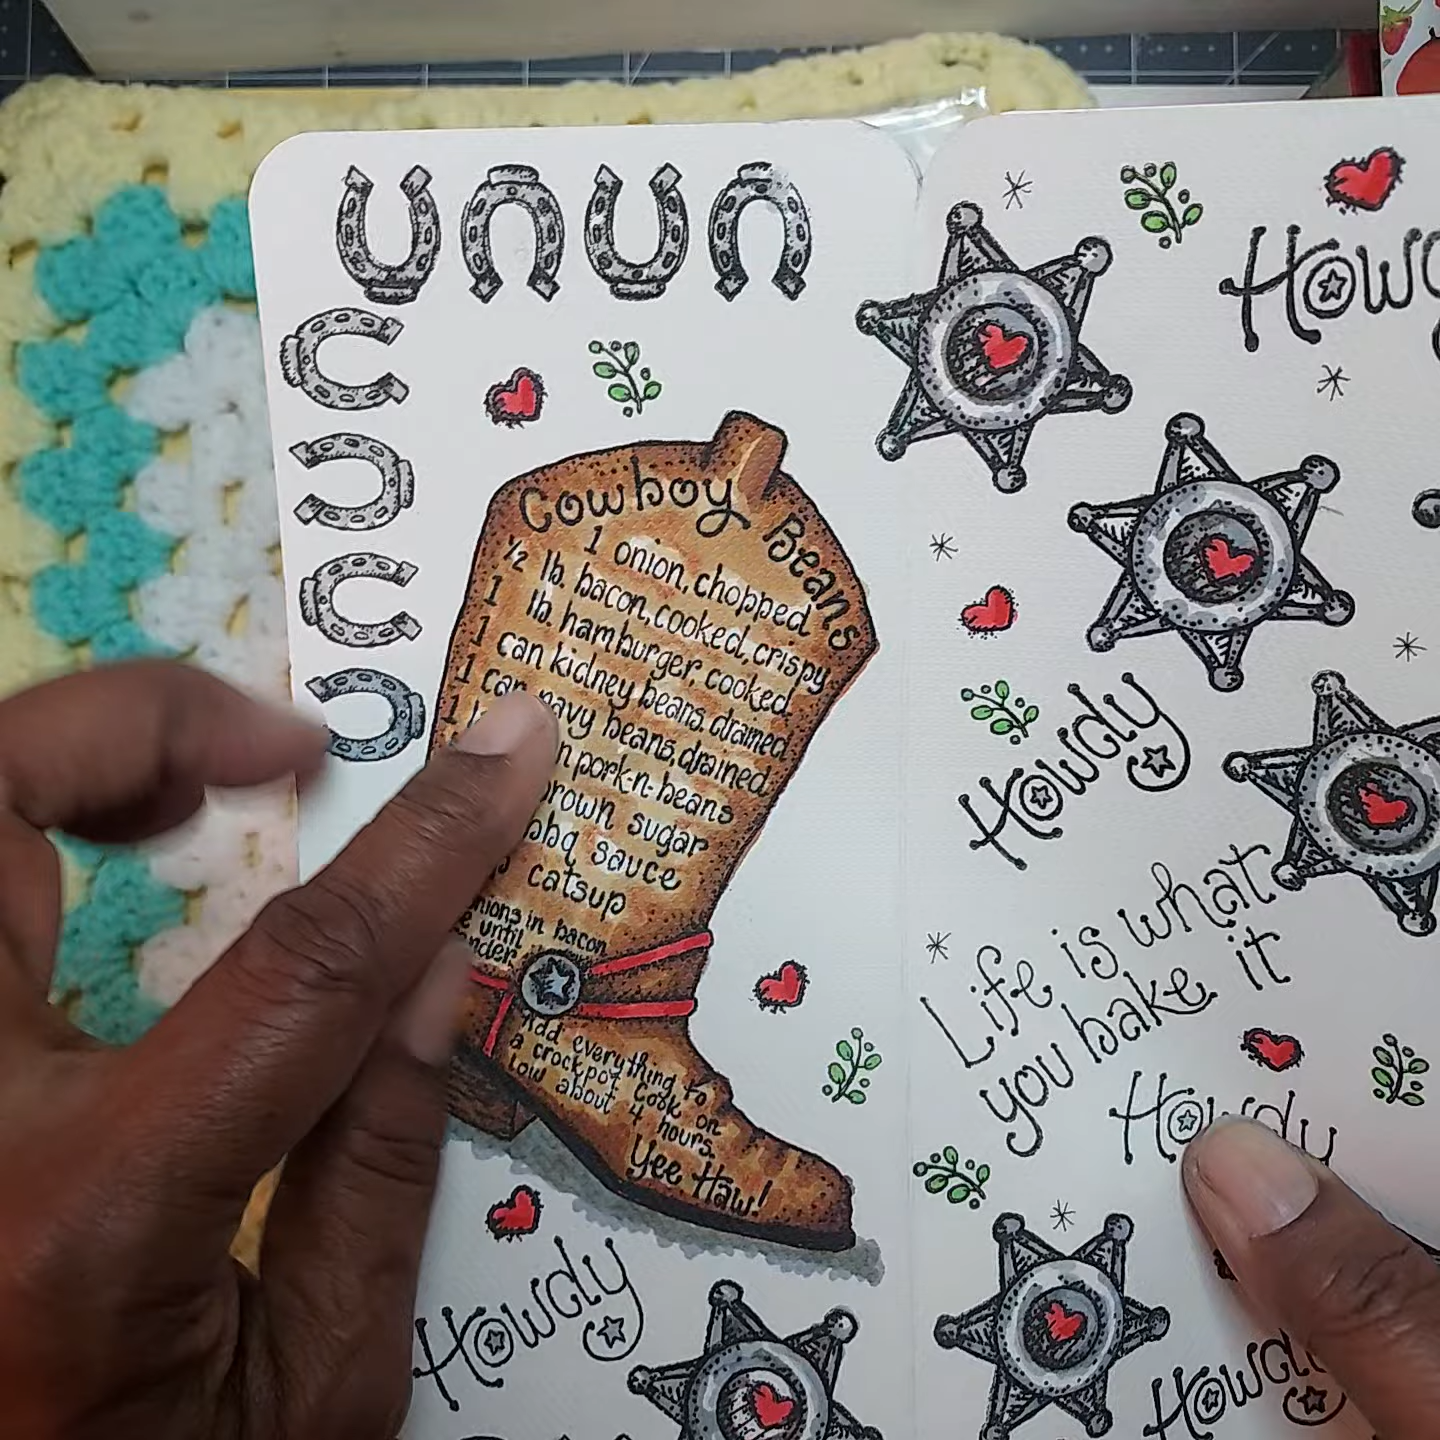 Cowboy Beans
1 onion, chopped
½ lb. bacon, cooked, crispy
1 lb. hamburger, cooked
1 can kidney beans, drained
1 can navy beans, drained
1 pork-n-beans
brown sugar
bbq sauce
catsup
onions in bacon
until
Add everything to
a crockpot. Cook on
low about 4 hours.
Yee Haw!
Howdy
Howdy
Life is what
you bake it
Howdy
Howdy